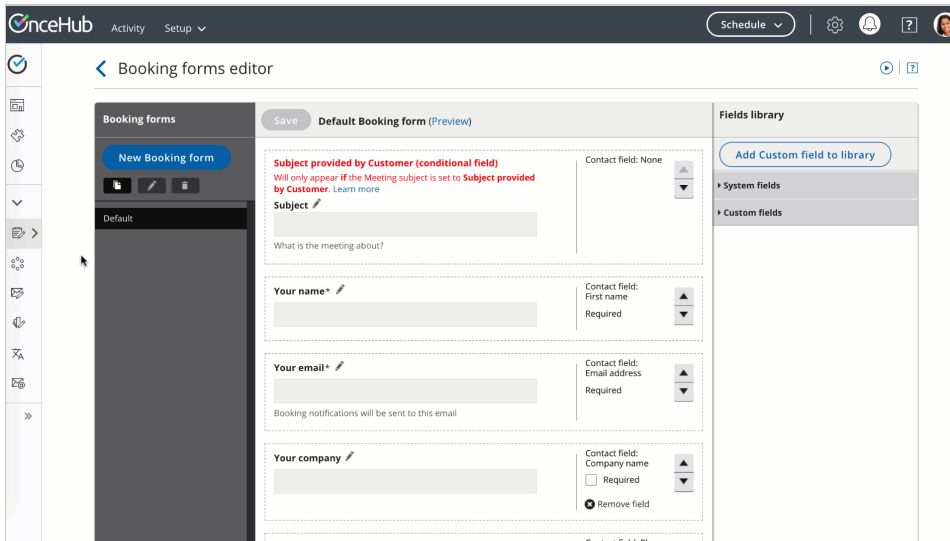 OnceHub
Activity
Setup
Schedule
?
Booking forms editor
?
Booking forms
New Booking form
Default
Save
Default Booking form (Preview)
Subject provided by Customer (conditional field)
Will only appear if the Meeting subject is set to Subject provided
by Customer. Learn more
Subject
What is the meeting about?
Contact field: None
Your name*
Contact field:
First name
Required
Your email*
Booking notifications will be sent to this email
Contact field:
Email address
Required
Your company
Contact field:
Company name
Required
Remove field
Fields library
Add Custom field to library
System fields
Custom fields